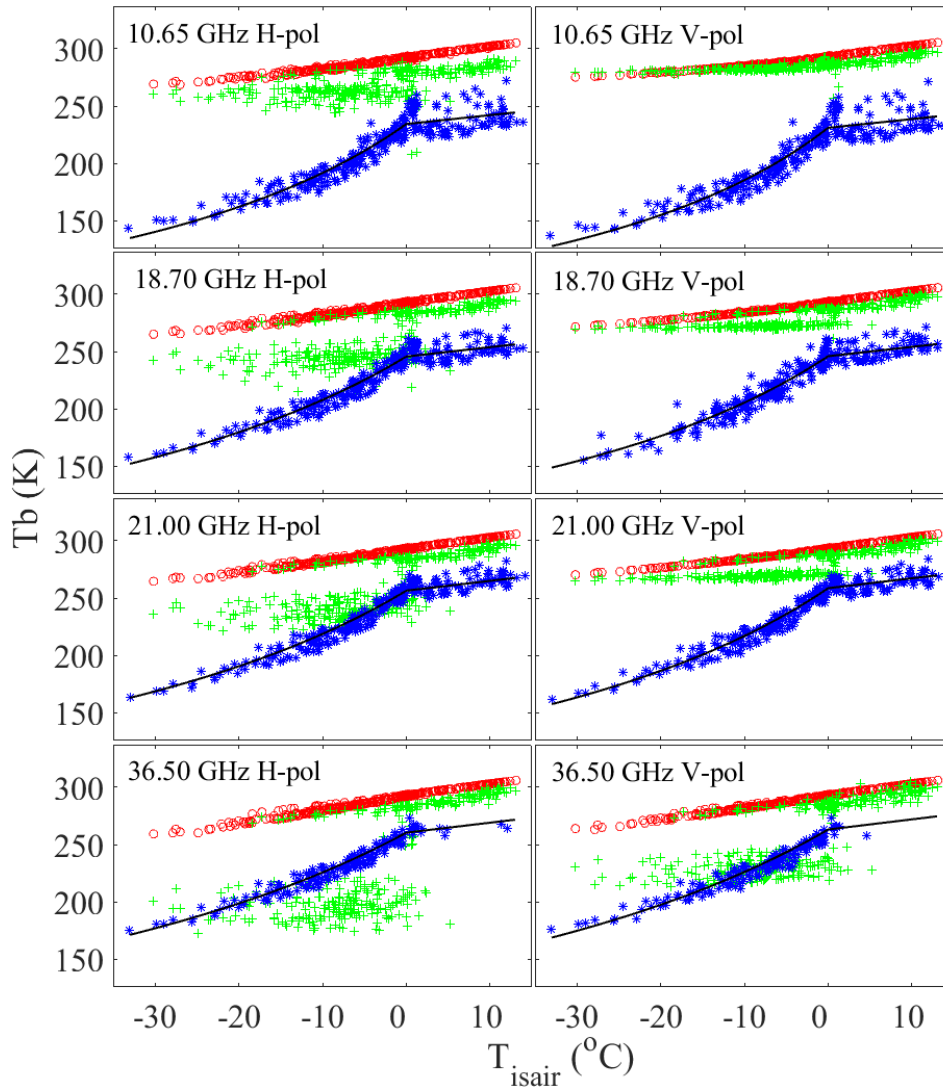 10.65 GHz H-pol
10.65 GHz V-pol
300
250
200
150
18.70 GHz H-pol
18.70 GHz V-pol
300
250
200
150
Tb (K)
21.00 GHz H-pol
21.00 GHz V-pol
300
250
200
150
36.50 GHz H-pol
36.50 GHz V-pol
300
250
200
150
-30 -20 -10 0 10 -30 -20 -10 0 10
T_isair (°C)